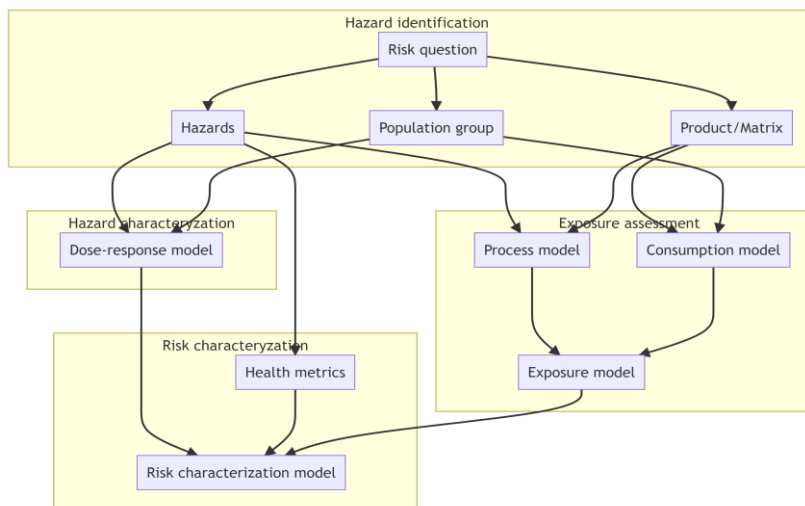 Hazard identification
Risk question
Hazards
Population group
Product/Matrix
Hazard characteryzation
Exposure assessment
Dose-response model
Process model
Consumption model
Risk characteryzation
Health metrics
Exposure model
Risk characterization model